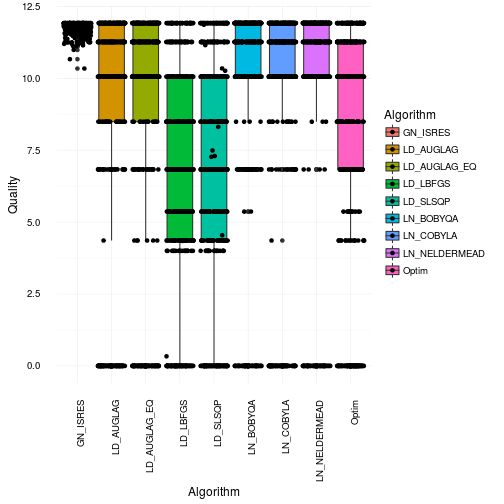 12.5
10.0
7.5
5.0
2.5
0.0
Quality
GN_ISRES
LD_AUGLAG
LD_AUGLAG_EQ
LD_LBFGS
LD_SLSQP
LN_BOBYQA
LN_COBYLA
LN_NELDERMEAD
Optim
Algorithm
Algorithm
GN_ISRES
LD_AUGLAG
LD_AUGLAG_EQ
LD_LBFGS
LD_SLSQP
LN_BOBYQA
LN_COBYLA
LN_NELDERMEAD
Optim